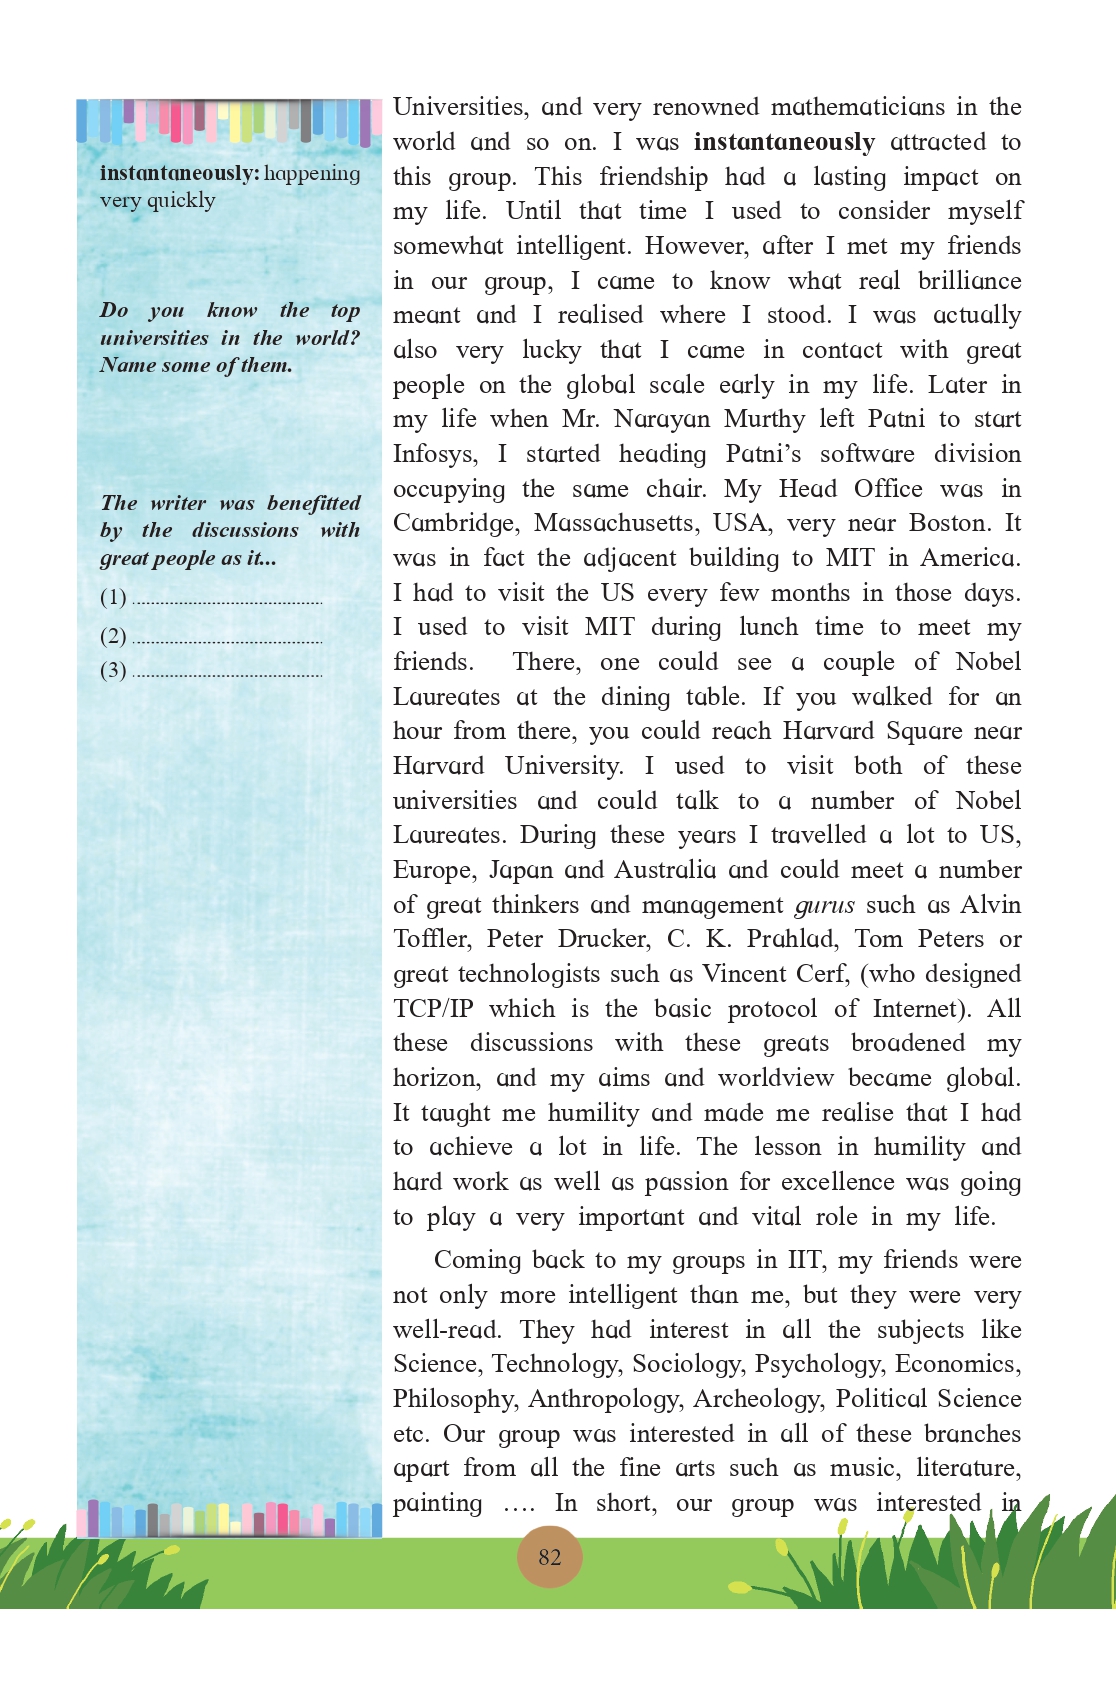 instantaneously: happening
very quickly
Do you know the top
universities in the world?
Name some of them.
The writer was benefitted
by the discussions with
great people as it...
(1) ......................................
(2) ......................................
(3) ......................................
Universities, and very renowned mathematicians in the
world and so on. I was instantaneously attracted to
this group. This friendship had a lasting impact on
my life. Until that time I used to consider myself
somewhat intelligent. However, after I met my friends
in our group, I came to know what real brilliance
meant and I realised where I stood. I was actually
also very lucky that I came in contact with great
people on the global scale early in my life. Later in
my life when Mr. Narayan Murthy left Patni to start
Infosys, I started heading Patni’s software division
occupying the same chair. My Head Office was in
Cambridge, Massachusetts, USA, very near Boston. It
was in fact the adjacent building to MIT in America.
I had to visit the US every few months in those days.
I used to visit MIT during lunch time to meet my
friends. There, one could see a couple of Nobel
Laureates at the dining table. If you walked for an
hour from there, you could reach Harvard Square near
Harvard University. I used to visit both of these
universities and could talk to a number of Nobel
Laureates. During these years I travelled a lot to US,
Europe, Japan and Australia and could meet a number
of great thinkers and management gurus such as Alvin
Toffler, Peter Drucker, C. K. Prahlad, Tom Peters or
great technologists such as Vincent Cerf, (who designed
TCP/IP which is the basic protocol of Internet). All
these discussions with these greats broadened my
horizon, and my aims and worldview became global.
It taught me humility and made me realise that I had
to achieve a lot in life. The lesson in humility and
hard work as well as passion for excellence was going
to play a very important and vital role in my life.
Coming back to my groups in IIT, my friends were
not only more intelligent than me, but they were very
well-read. They had interest in all the subjects like
Science, Technology, Sociology, Psychology, Economics,
Philosophy, Anthropology, Archeology, Political Science
etc. Our group was interested in all of these branches
apart from all the fine arts such as music, literature,
painting .... In short, our group was interested in
82